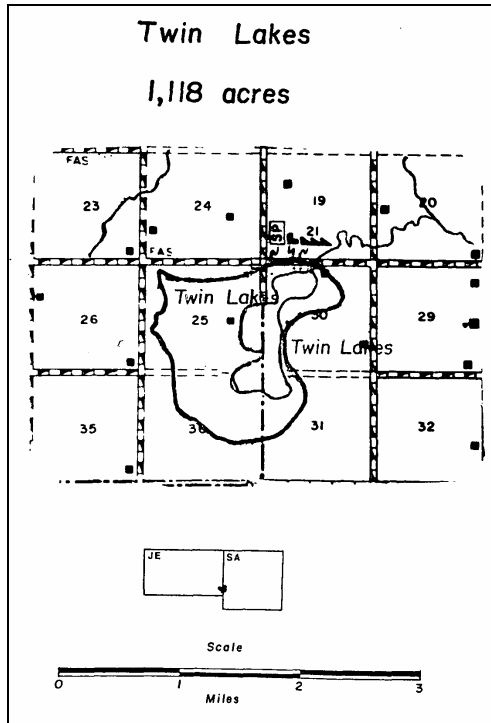 Twin Lakes
1,118 acres
FAS
23
24
19
20
SP
21
FAS
Twin Lakes
26
25
30
29
Twin Lakes
35
36
31
32
JE
SA
Scale
0 1 2 3
Miles